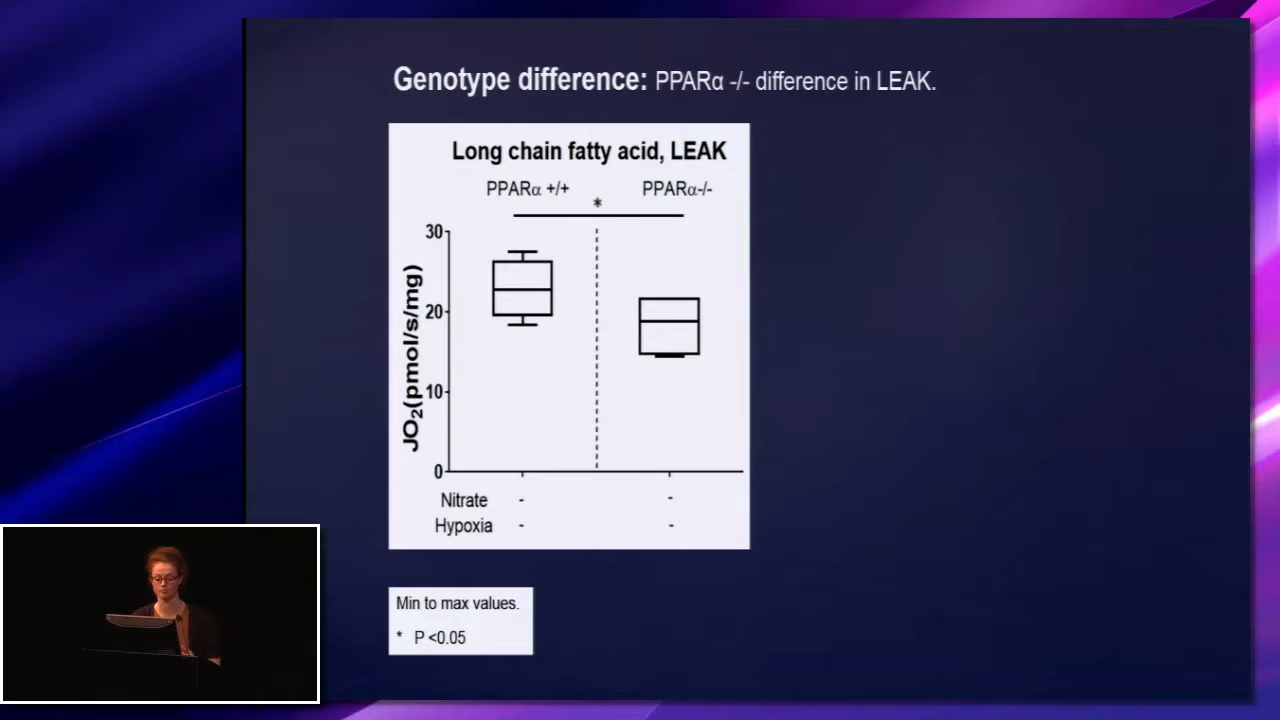 Genotype difference: PPARα -/- difference in LEAK.
Long chain fatty acid, LEAK
PPARα +/+ PPARα-/-
*
30
20
10
0
JO₂(pmol/s/mg)
Nitrate - -
Hypoxia - -
Min to max values.
* P <0.05